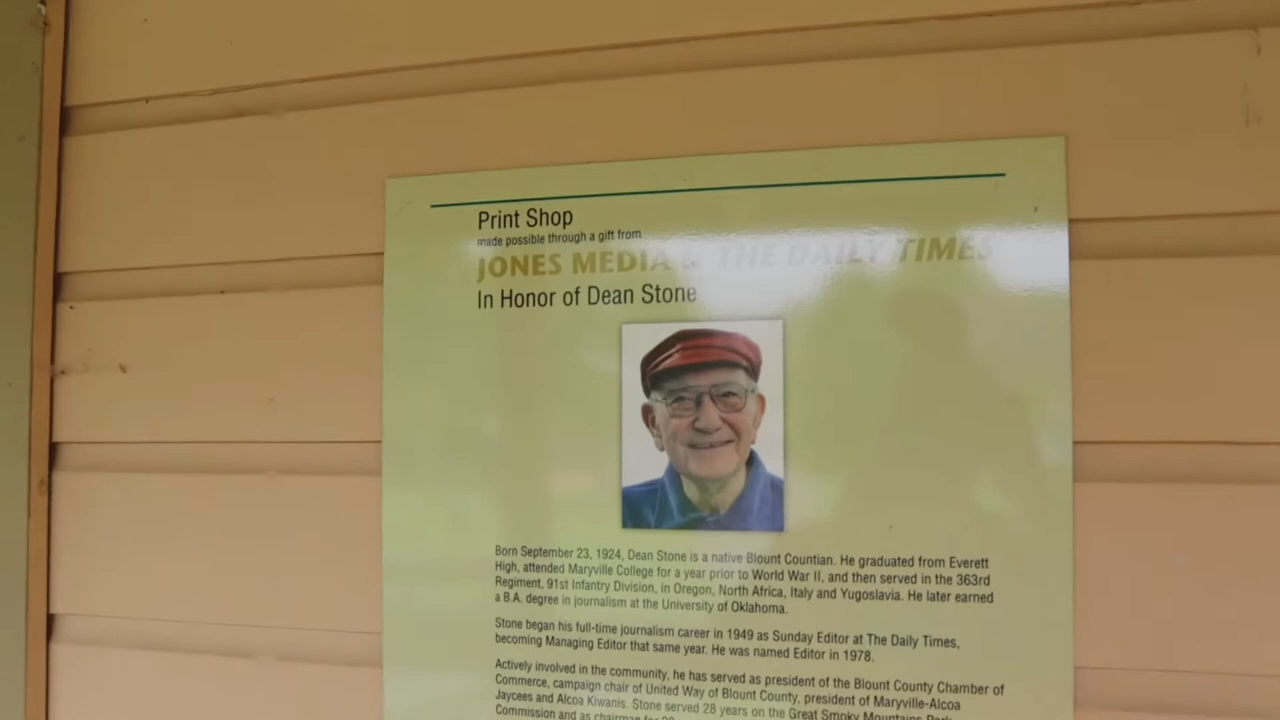 Print Shop
made possible through a gift from
JONES MEDIA & THE DAILY TIMES
In Honor of Dean Stone
Born September 23, 1924, Dean Stone is a native Blount Countian. He graduated from Everett
High, attended Maryville College for a year prior to World War II, and then served in the 363rd
Regiment, 91st Infantry Division, in Oregon, North Africa, Italy and Yugoslavia. He later earned
a B.A. degree in journalism at the University of Oklahoma.
Stone began his full-time journalism career in 1949 as Sunday Editor at The Daily Times,
becoming Managing Editor that same year. He was named Editor in 1978.
Actively involved in the community, he has served as president of the Blount County Chamber of
Commerce, campaign chair of United Way of Blount County, president of Maryville-Alcoa
Jaycees and Alcoa Kiwanis. Stone served 28 years on the Great Smoky Mountains Park
Commission and as chairman for